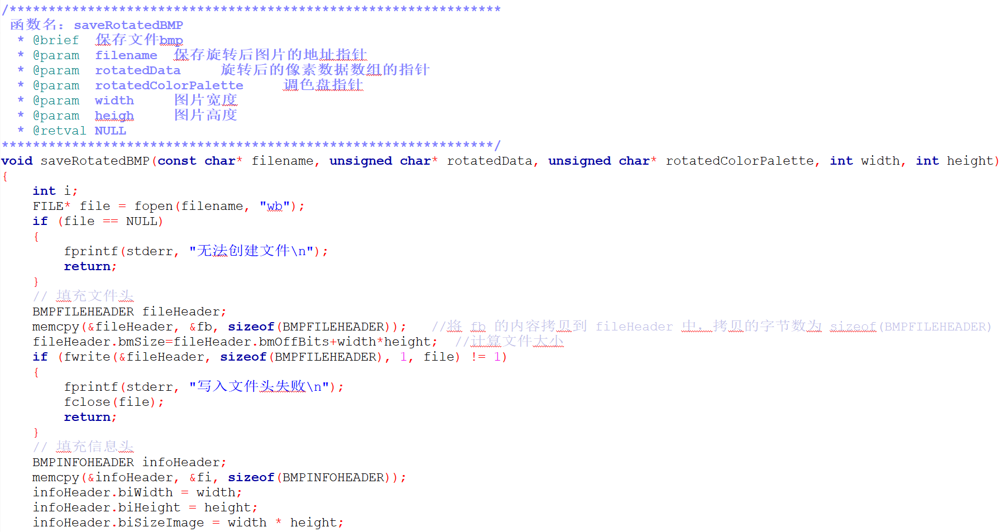 /***************************************************************
函数名：saveRotatedBMP
* @brief 保存文件bmp
* @param filename 保存旋转后图片的地址指针
* @param rotatedData 旋转后的像素数据数组的指针
* @param rotatedColorPalette 调色盘指针
* @param width 图片宽度
* @param heigh 图片高度
* @retval NULL
***************************************************************/
void saveRotatedBMP(const char* filename, unsigned char* rotatedData, unsigned char* rotatedColorPalette, int width, int height)
{
    int i;
    FILE* file = fopen(filename, "wb");
    if (file == NULL)
    {
        fprintf(stderr, "无法创建文件\n");
        return;
    }
    // 填充文件头
    BMPFILEHEADER fileHeader;
    memcpy(&fileHeader, &fb, sizeof(BMPFILEHEADER));   //将 fb 的内容拷贝到 fileHeader 中，拷贝的字节数为 sizeof(BMPFILEHEADER)
    fileHeader.bmSize=fileHeader.bmOffBits+width*height;  //计算文件大小
    if (fwrite(&fileHeader, sizeof(BMPFILEHEADER), 1, file) != 1)
    {
        fprintf(stderr, "写入文件头失败\n");
        fclose(file);
        return;
    }
    // 填充信息头
    BMPINFOHEADER infoHeader;
    memcpy(&infoHeader, &fi, sizeof(BMPINFOHEADER));
    infoHeader.biWidth = width;
    infoHeader.biHeight = height;
    infoHeader.biSizeImage = width * height;